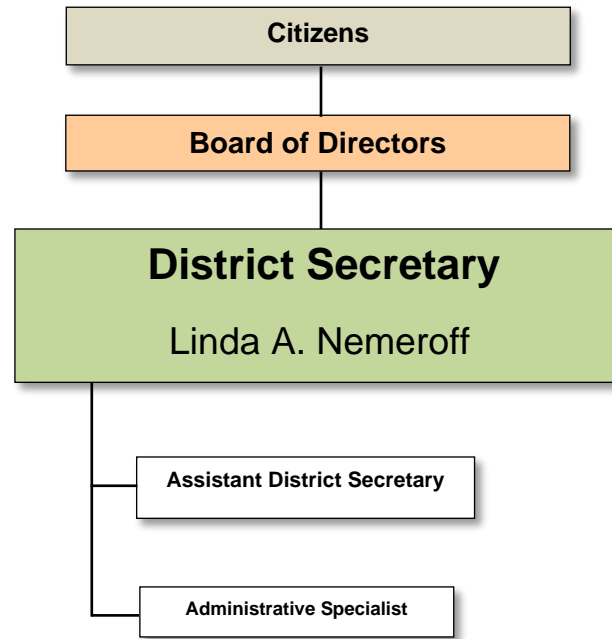 Citizens
Board of Directors
District Secretary
Linda A. Nemeroff
Assistant District Secretary
Administrative Specialist